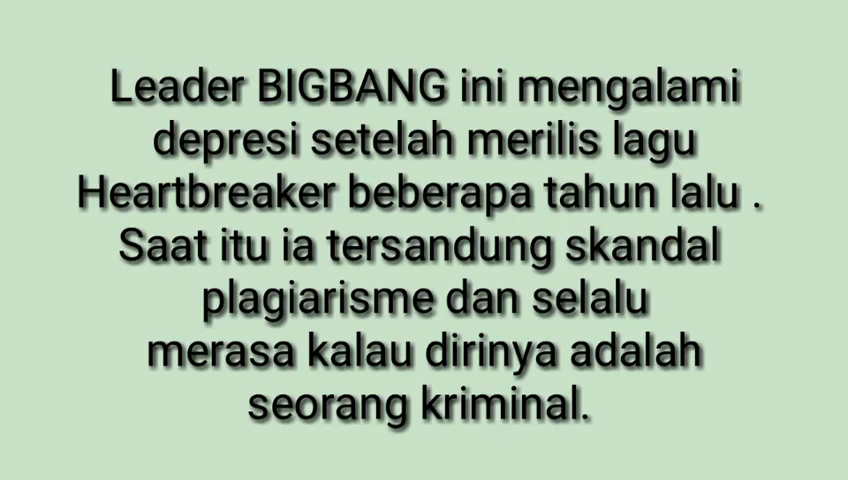 Leader BIGBANG ini mengalami
depresi setelah merilis lagu
Heartbreaker beberapa tahun lalu .
Saat itu ia tersandung skandal
plagiarisme dan selalu
merasa kalau dirinya adalah
seorang kriminal.